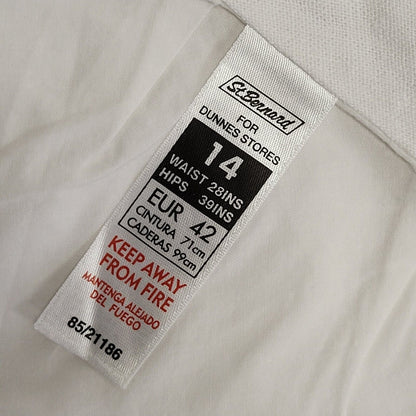 St.Bernard
FOR
DUNNES STORES
14
WAIST 28INS
HIPS 39INS
EUR 42
CINTURA 71cm
CADERAS 99cm
KEEP AWAY
FROM FIRE
MANTENGA ALEJADO
DEL FUEGO
85/21186